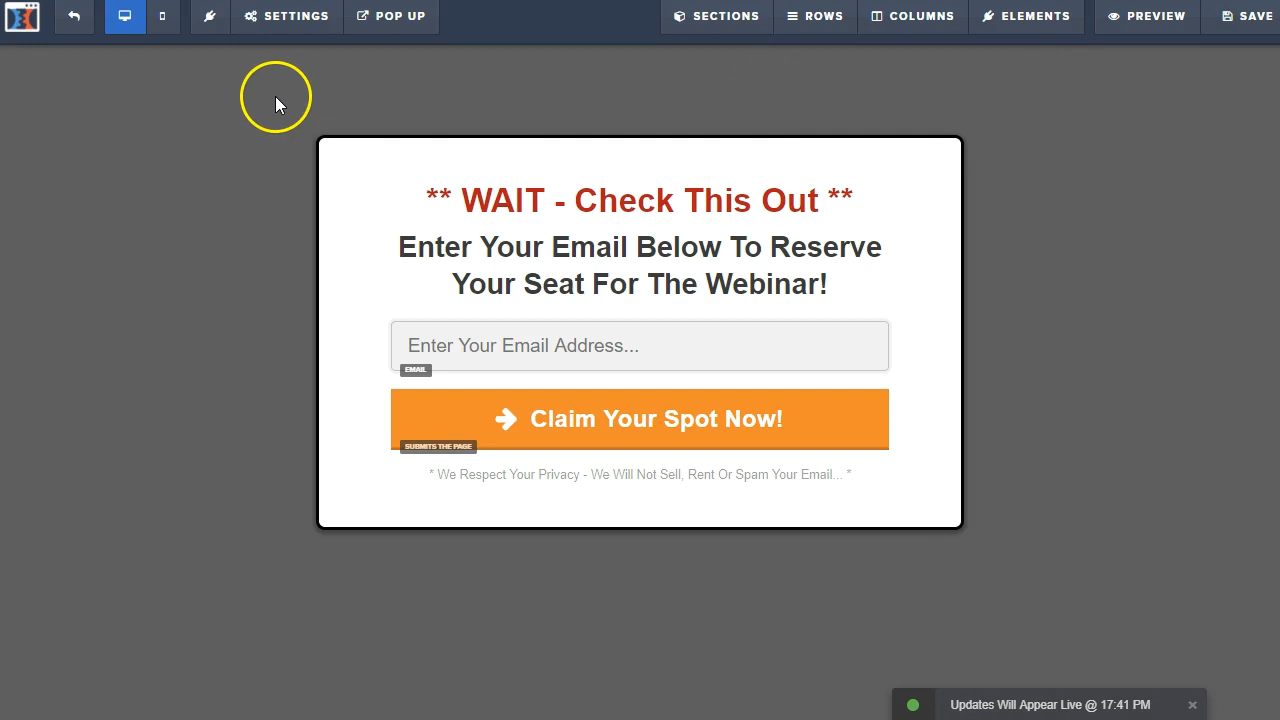 SETTINGS
POP UP
SECTIONS
ROWS
COLUMNS
ELEMENTS
PREVIEW
SAVE
** WAIT - Check This Out **
Enter Your Email Below To Reserve
Your Seat For The Webinar!
Enter Your Email Address...
EMAIL
Claim Your Spot Now!
SUBMITS THE PAGE
* We Respect Your Privacy - We Will Not Sell, Rent Or Spam Your Email... *
Updates Will Appear Live @ 17:41 PM